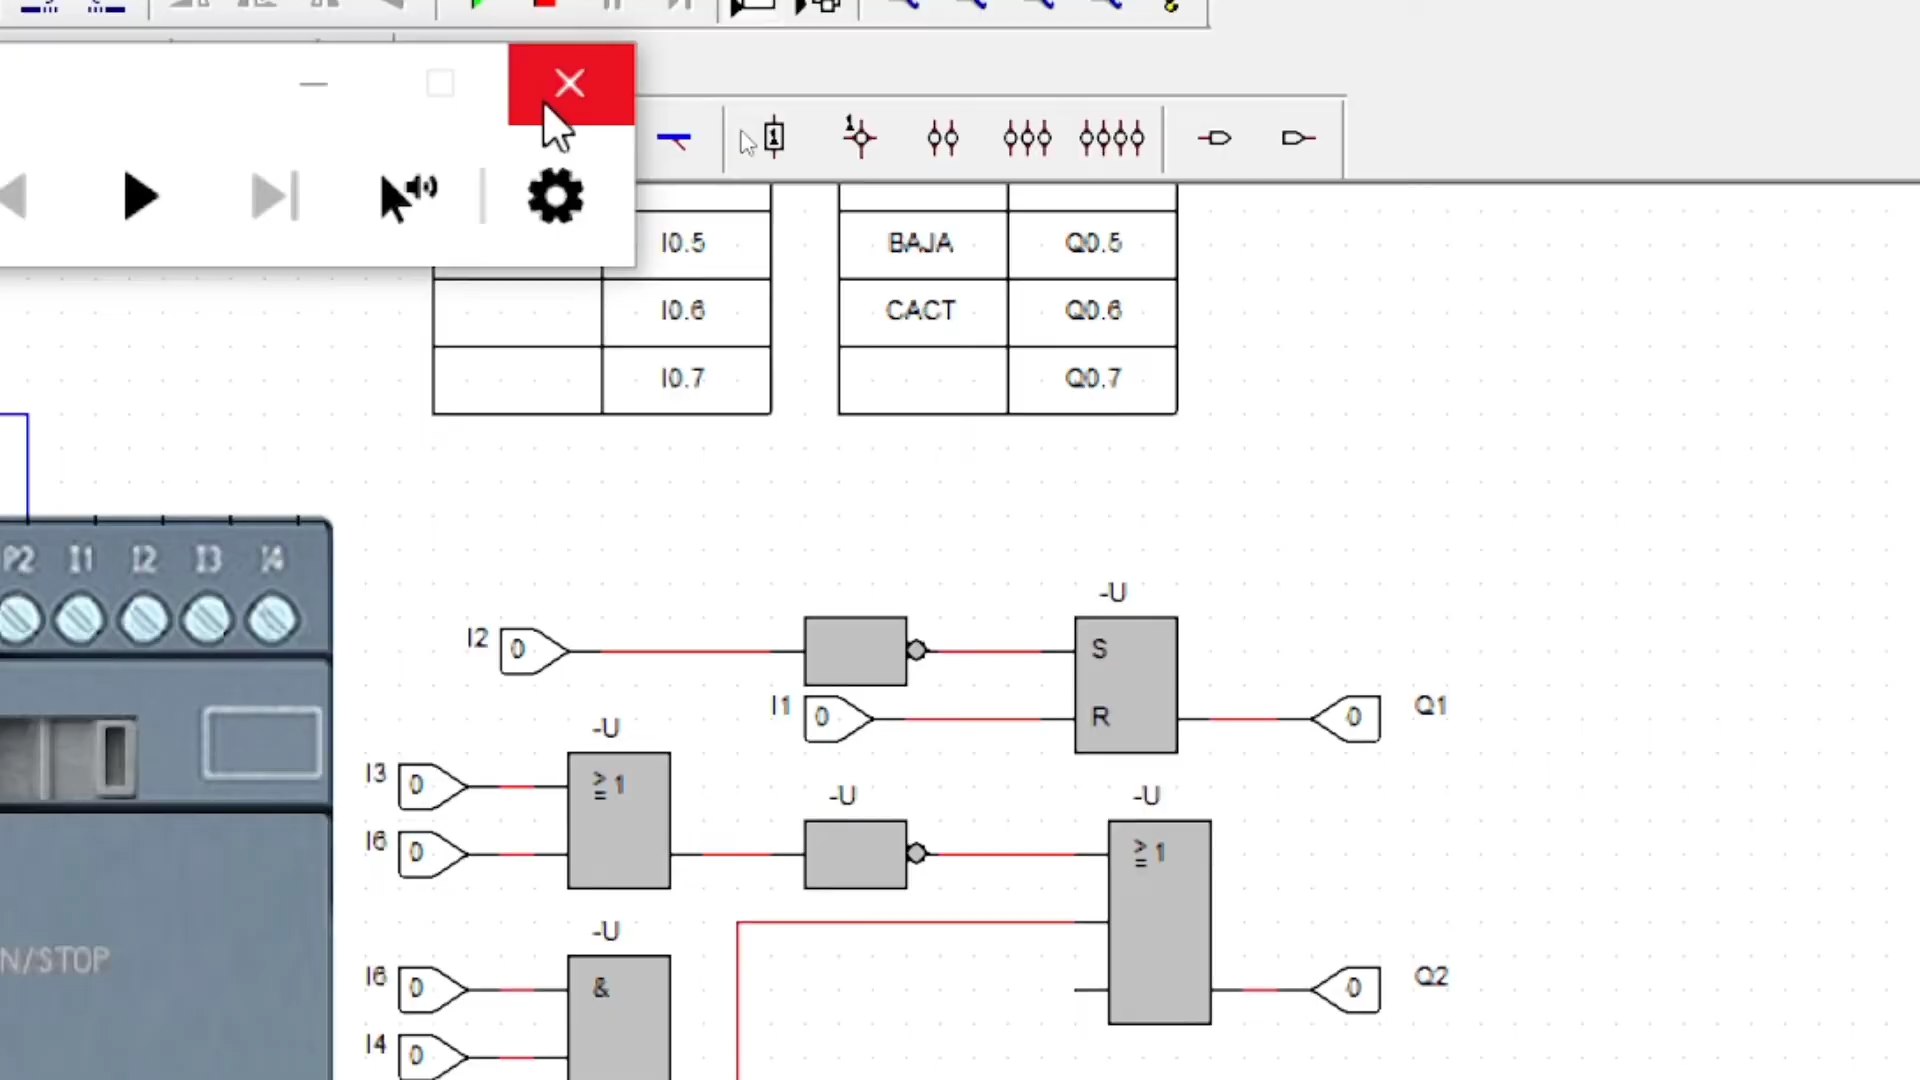 I0.5 BAJA Q0.5
I0.6 CACT Q0.6
I0.7 Q0.7
P2 I1 I2 I3 I4
-U
I2 0 S
I1 0 R 0 Q1
-U
I3 0 ≥1
-U -U
I6 0 ≥1
-U
N/STOP
I6 0 & 0 Q2
I4 0